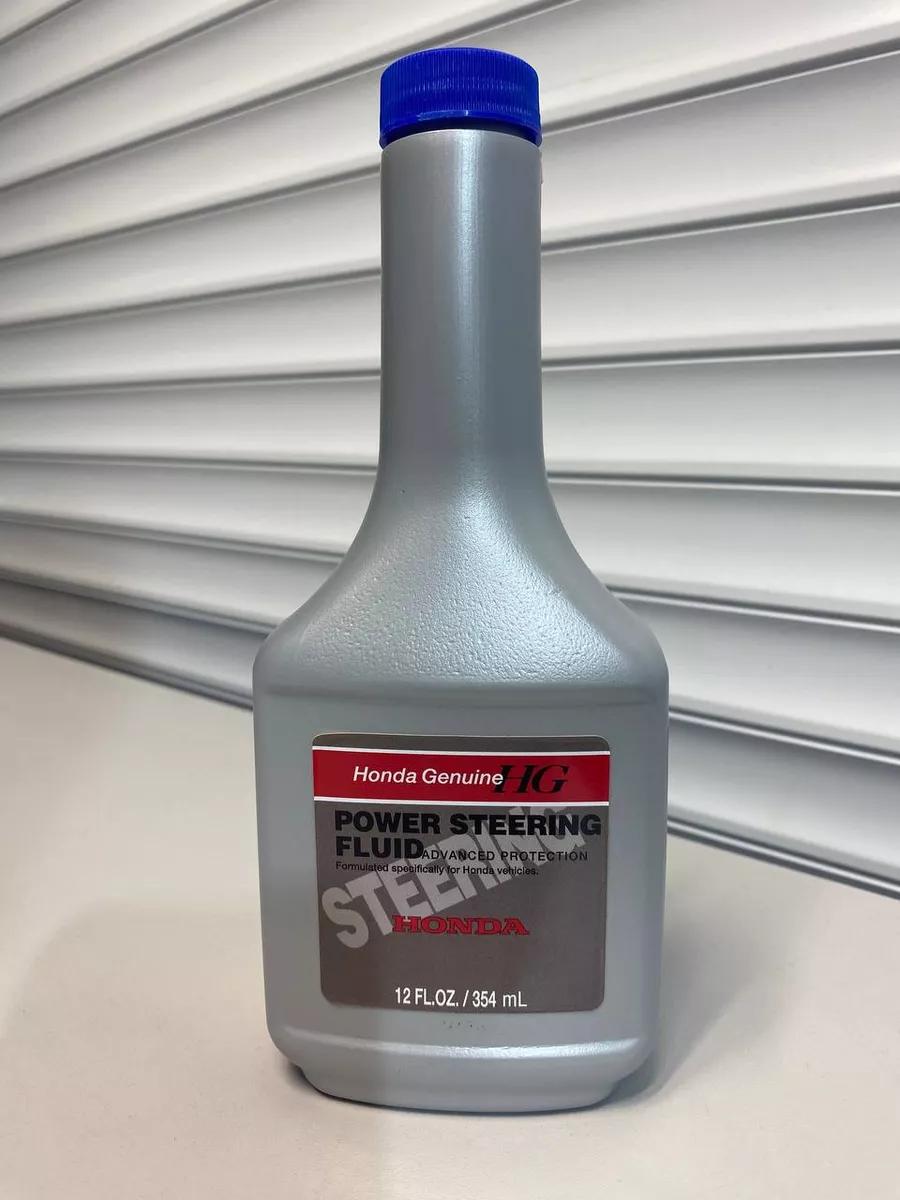 Honda Genuine HG
POWER STEERING
FLUID ADVANCED PROTECTION
Formulated specifically for Honda vehicles.
STEERING
HONDA
12 FL.OZ. / 354 mL